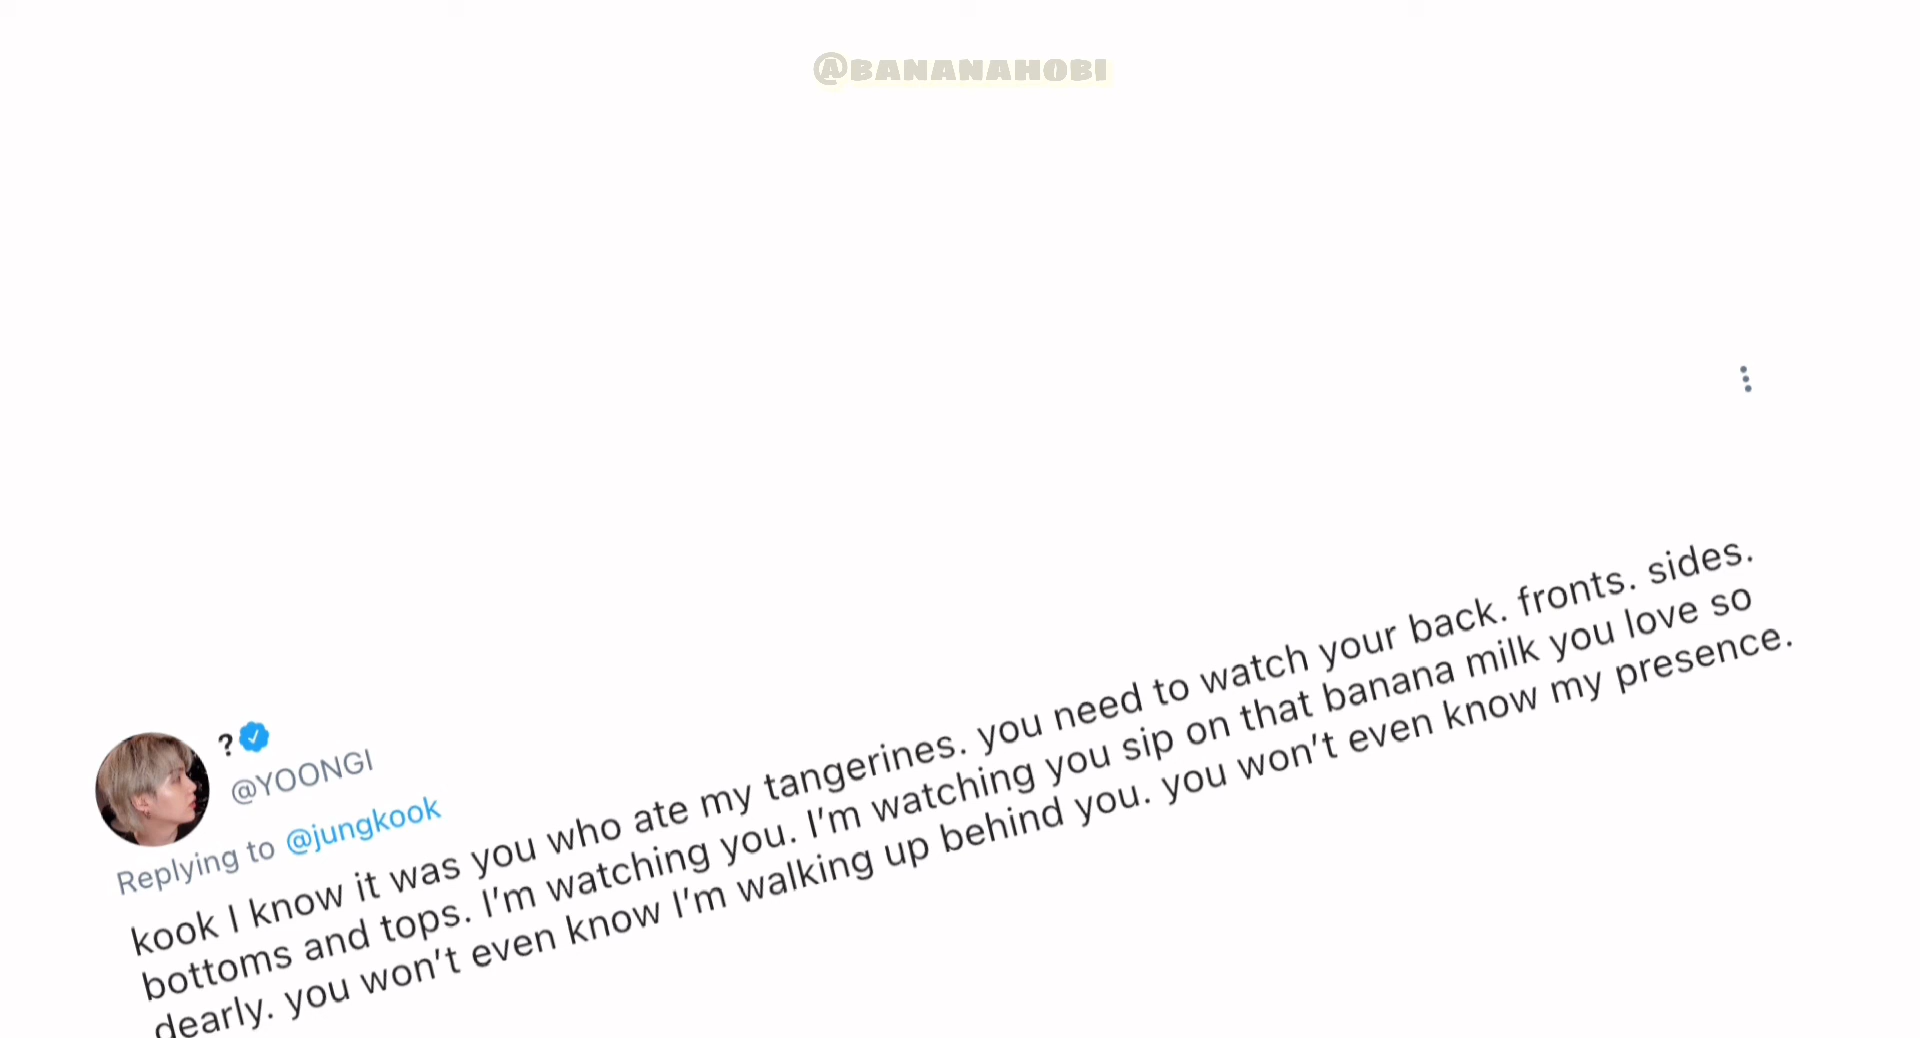 @BANANAHOBI
?
@YOONGI
Replying to @jungkook
kook I know it was you who ate my tangerines. you need to watch your back. fronts. sides.
bottoms and tops. I'm watching you. I'm watching you sip on that banana milk you love so
dearly. you won't even know I'm walking up behind you. you won't even know my presence.